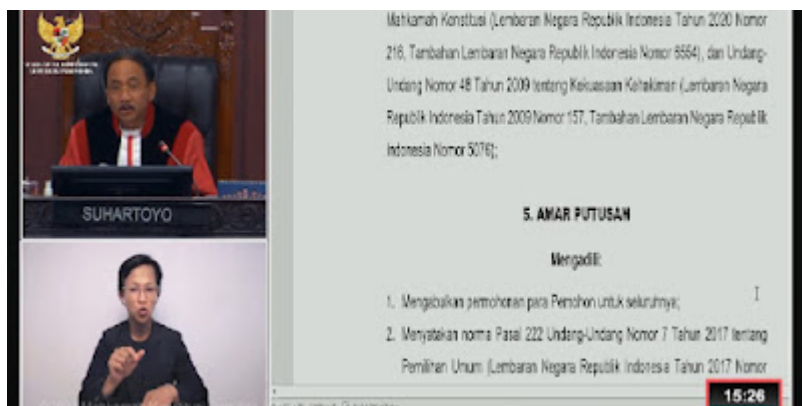 SUHARTOYO
Mahkamah Konstitusi (Lembaran Negara Republik Indonesia Tahun 2020 Nomor
216, Tambahan Lembaran Negara Republik Indonesia Nomor 6554), dan Undang-
Undang Nomor 48 Tahun 2009 tentang Kekuasaan Kehakiman (Lembaran Negara
Republik Indonesia Tahun 2009 Nomor 157, Tambahan Lembaran Negara Republik
Indonesia Nomor 5076);
5. AMAR PUTUSAN
Mengadili:
1. Mengabulkan permohonan para Pemohon untuk seluruhnya;
2. Menyatakan norma Pasal 222 Undang-Undang Nomor 7 Tahun 2017 tentang
Pemilihan Umum (Lembaran Negara Republik Indonesia Tahun 2017 Nomor
15:26